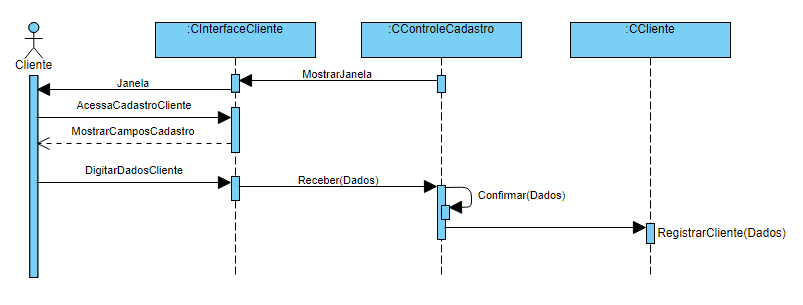 :CInterfaceCliente
:CControleCadastro
:CCliente
Cliente
MostrarJanela
Janela
AcessaCadastroCliente
MostrarCamposCadastro
DigitarDadosCliente
Receber(Dados)
Confirmar(Dados)
RegistrarCliente(Dados)